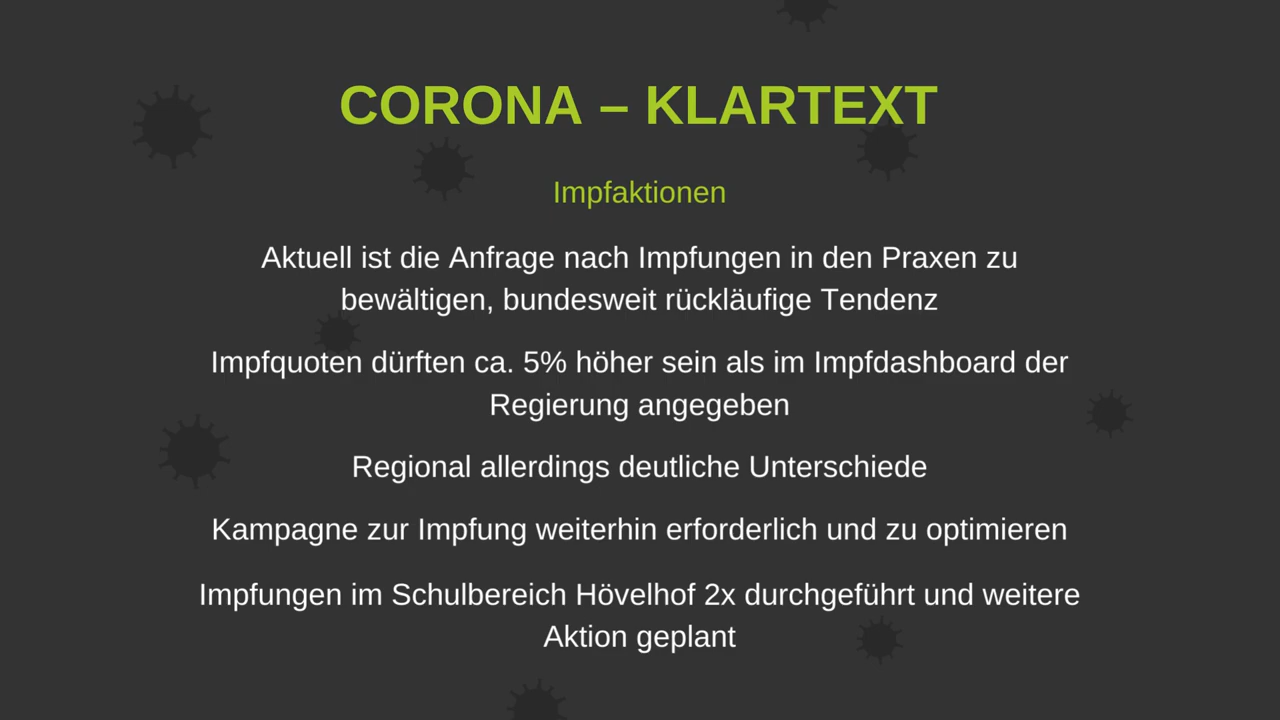 CORONA – KLARTEXT
Impfaktionen
Aktuell ist die Anfrage nach Impfungen in den Praxen zu
bewältigen, bundesweit rückläufige Tendenz
Impfquoten dürften ca. 5% höher sein als im Impfdashboard der
Regierung angegeben
Regional allerdings deutliche Unterschiede
Kampagne zur Impfung weiterhin erforderlich und zu optimieren
Impfungen im Schulbereich Hövelhof 2x durchgeführt und weitere
Aktion geplant